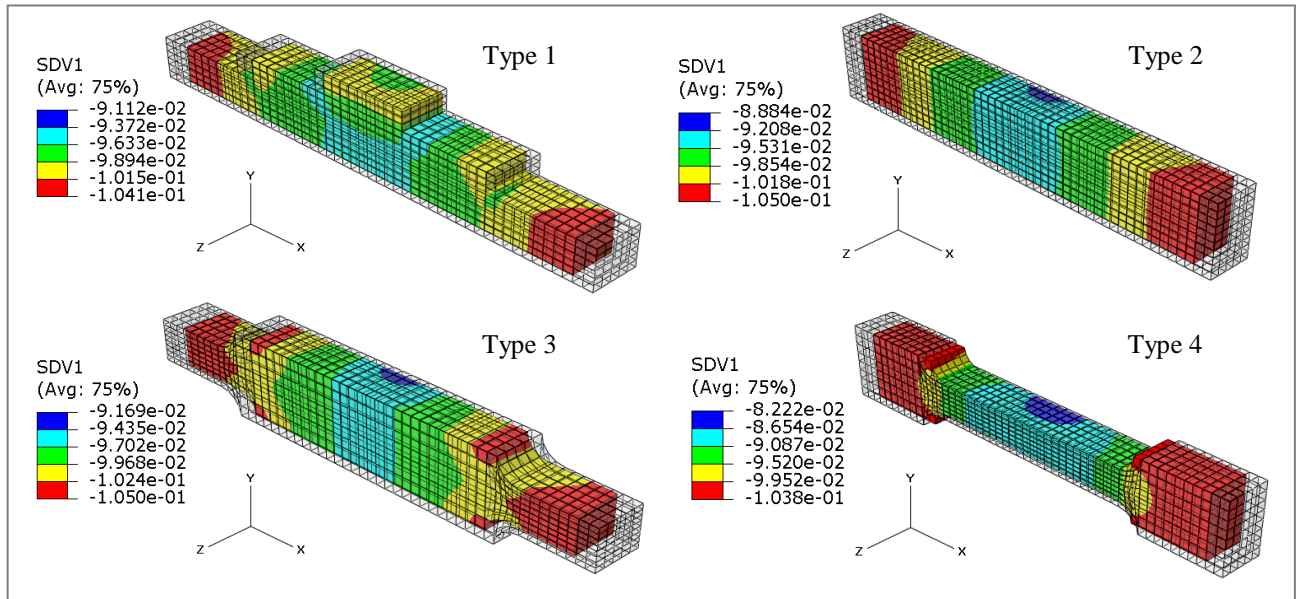 Type 1
SDV1
(Avg: 75%)
-9.112e-02
-9.372e-02
-9.633e-02
-9.894e-02
-1.015e-01
-1.041e-01
Y
Z
X
Type 2
SDV1
(Avg: 75%)
-8.884e-02
-9.208e-02
-9.531e-02
-9.854e-02
-1.018e-01
-1.050e-01
Y
Z
X
Type 3
SDV1
(Avg: 75%)
-9.169e-02
-9.435e-02
-9.702e-02
-9.968e-02
-1.024e-01
-1.050e-01
Y
Z
X
Type 4
SDV1
(Avg: 75%)
-8.222e-02
-8.654e-02
-9.087e-02
-9.520e-02
-9.952e-02
-1.038e-01
Y
Z
X